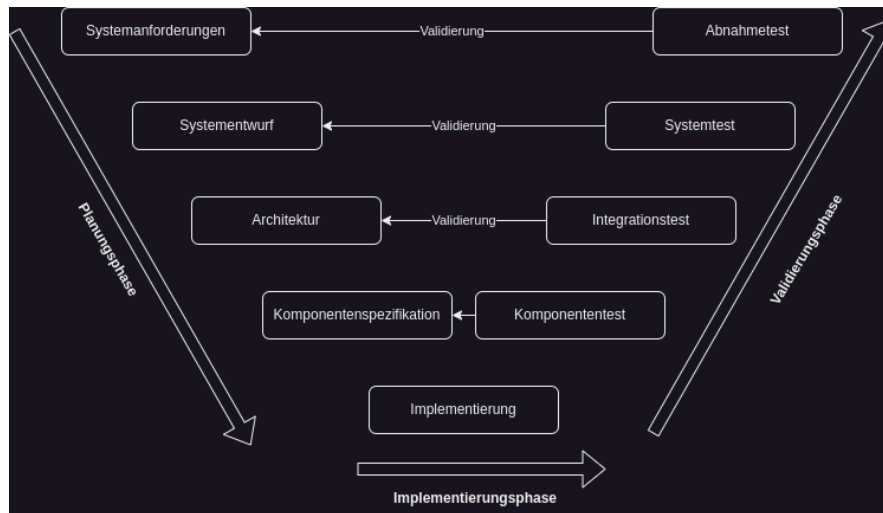 Systemanforderungen
Validierung
Abnahmetest
Systementwurf
Validierung
Systemtest
Planungsphase
Architektur
Validierung
Integrationstest
Validierungsphase
Komponentenspezifikation
Komponententest
Implementierung
Implementierungsphase